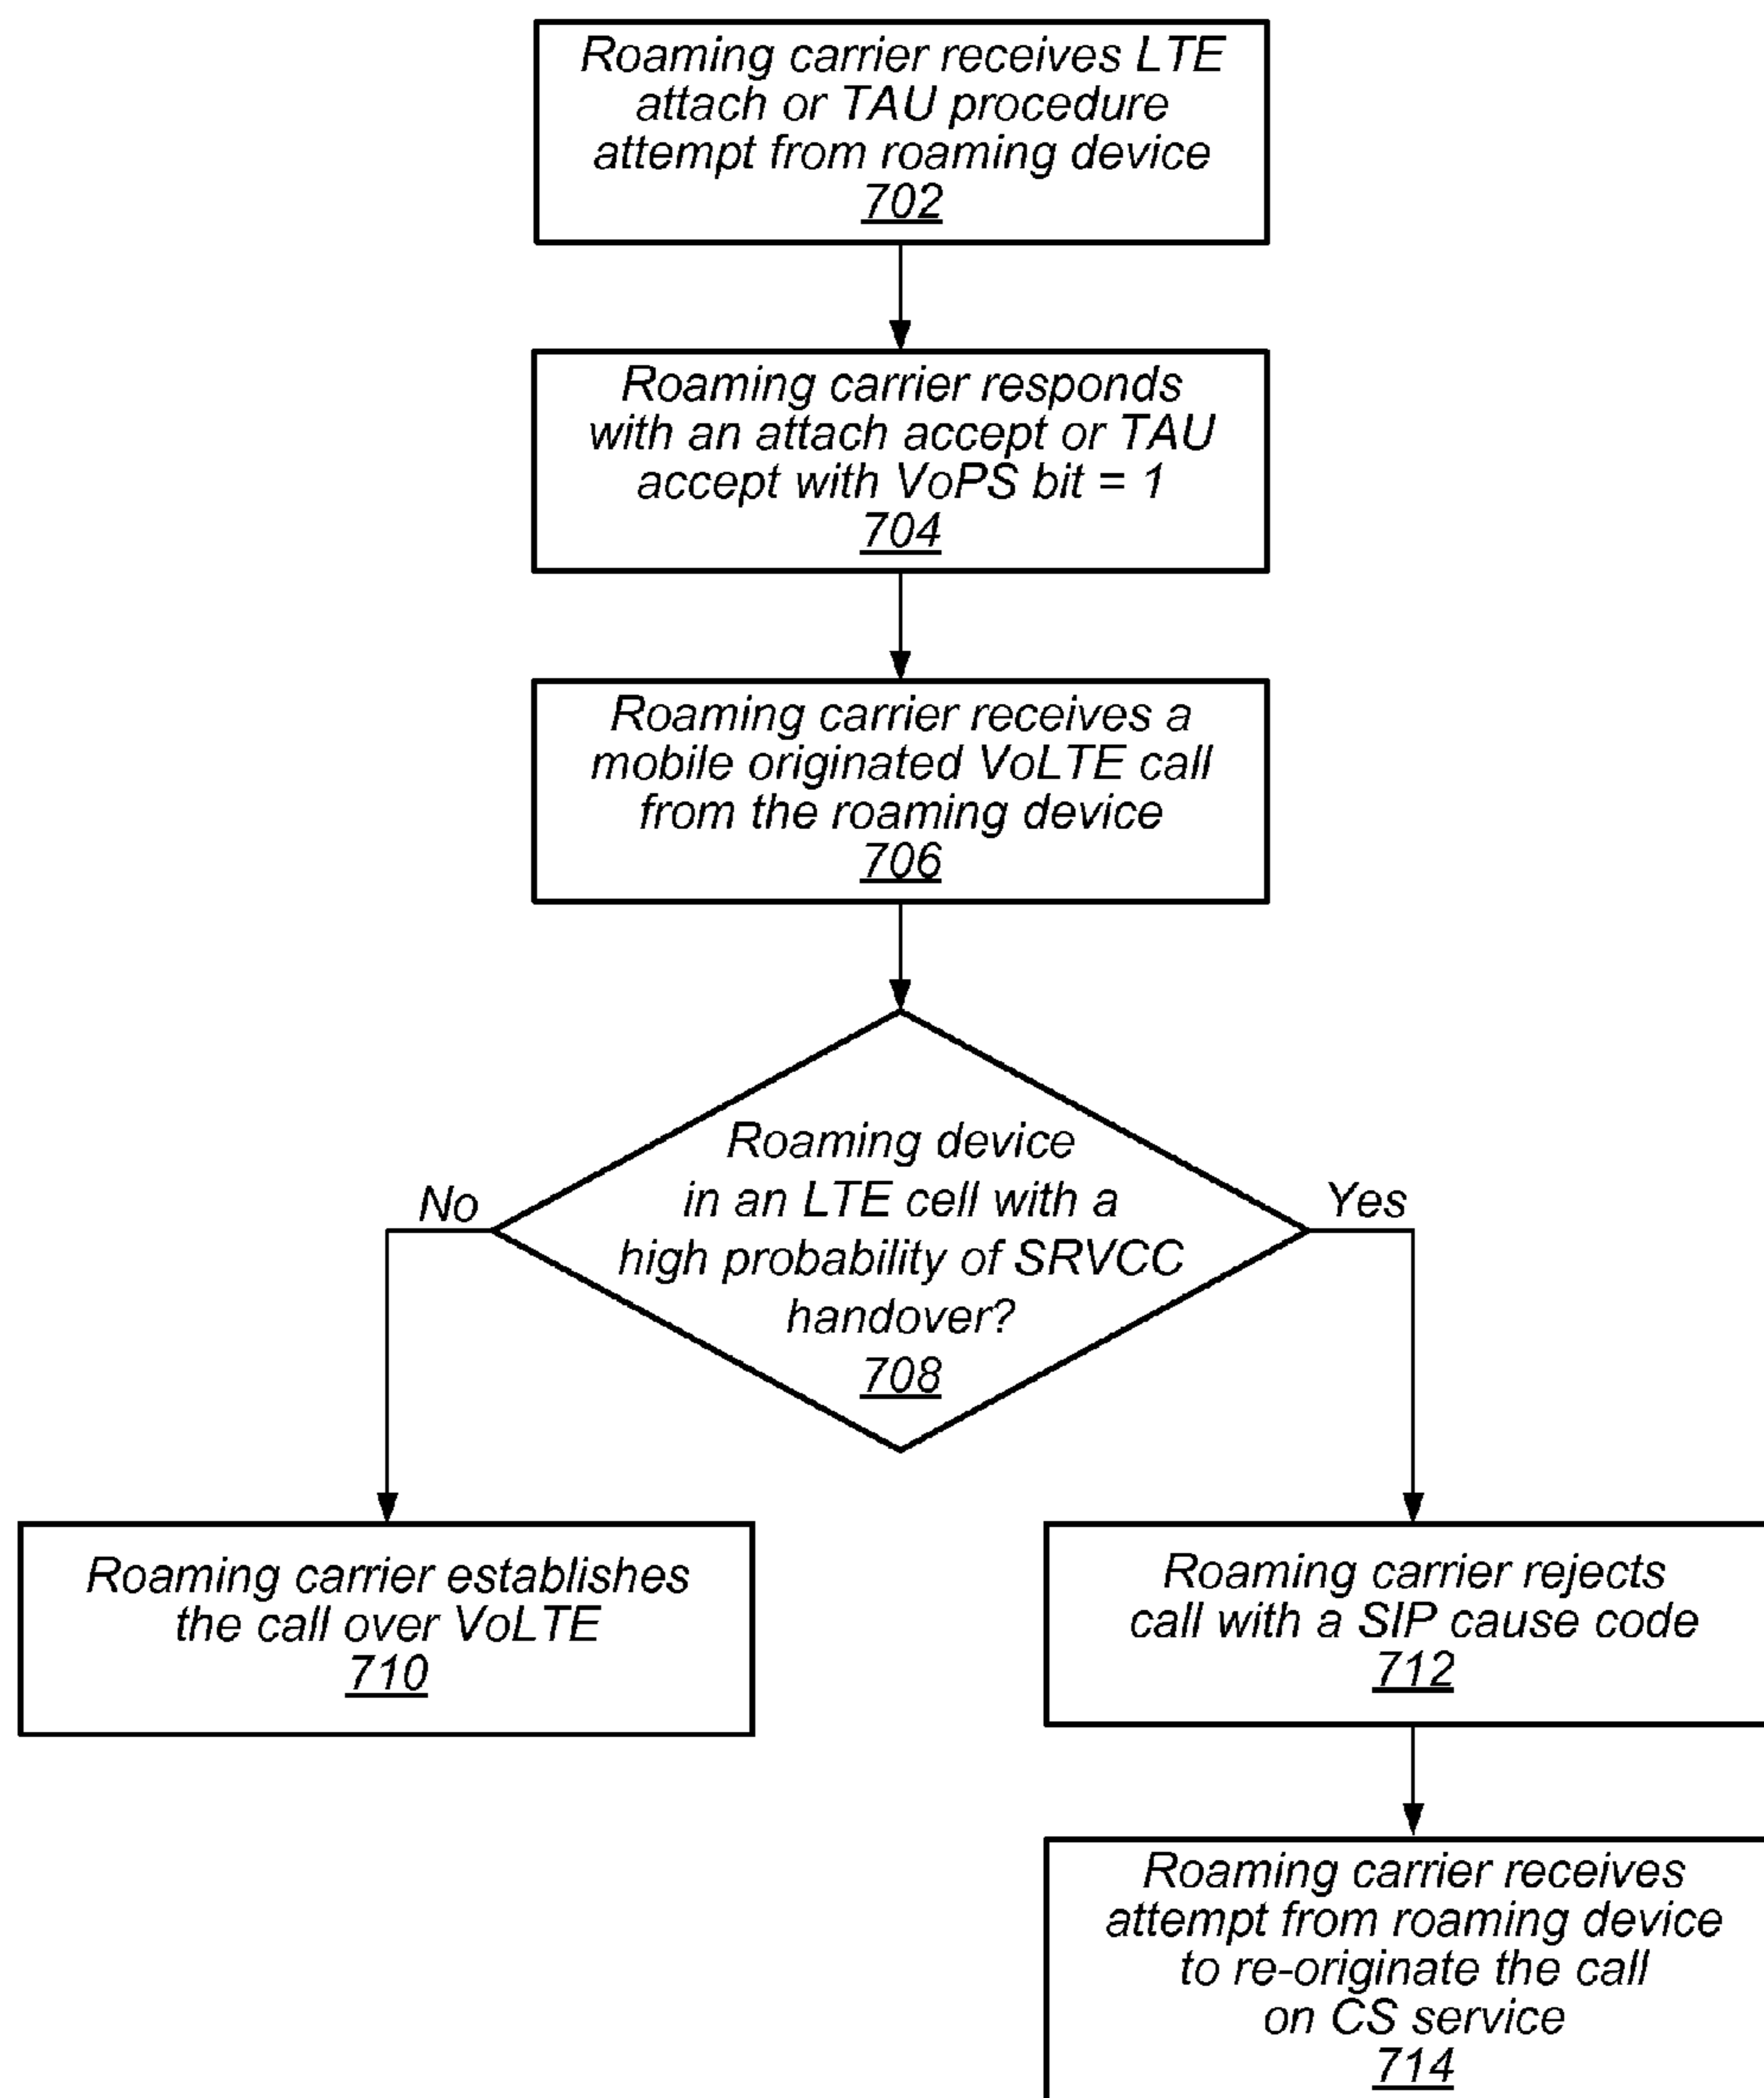 Roaming carrier receives LTE
attach or TAU procedure
attempt from roaming device
702
Roaming carrier responds
with an attach accept or TAU
accept with VoPS bit = 1
704
Roaming carrier receives a
mobile originated VoLTE call
from the roaming device
706
Roaming device
in an LTE cell with a
high probability of SRVCC
handover?
708
No
Yes
Roaming carrier establishes
the call over VoLTE
710
Roaming carrier rejects
call with a SIP cause code
712
Roaming carrier receives
attempt from roaming device
to re-originate the call
on CS service
714